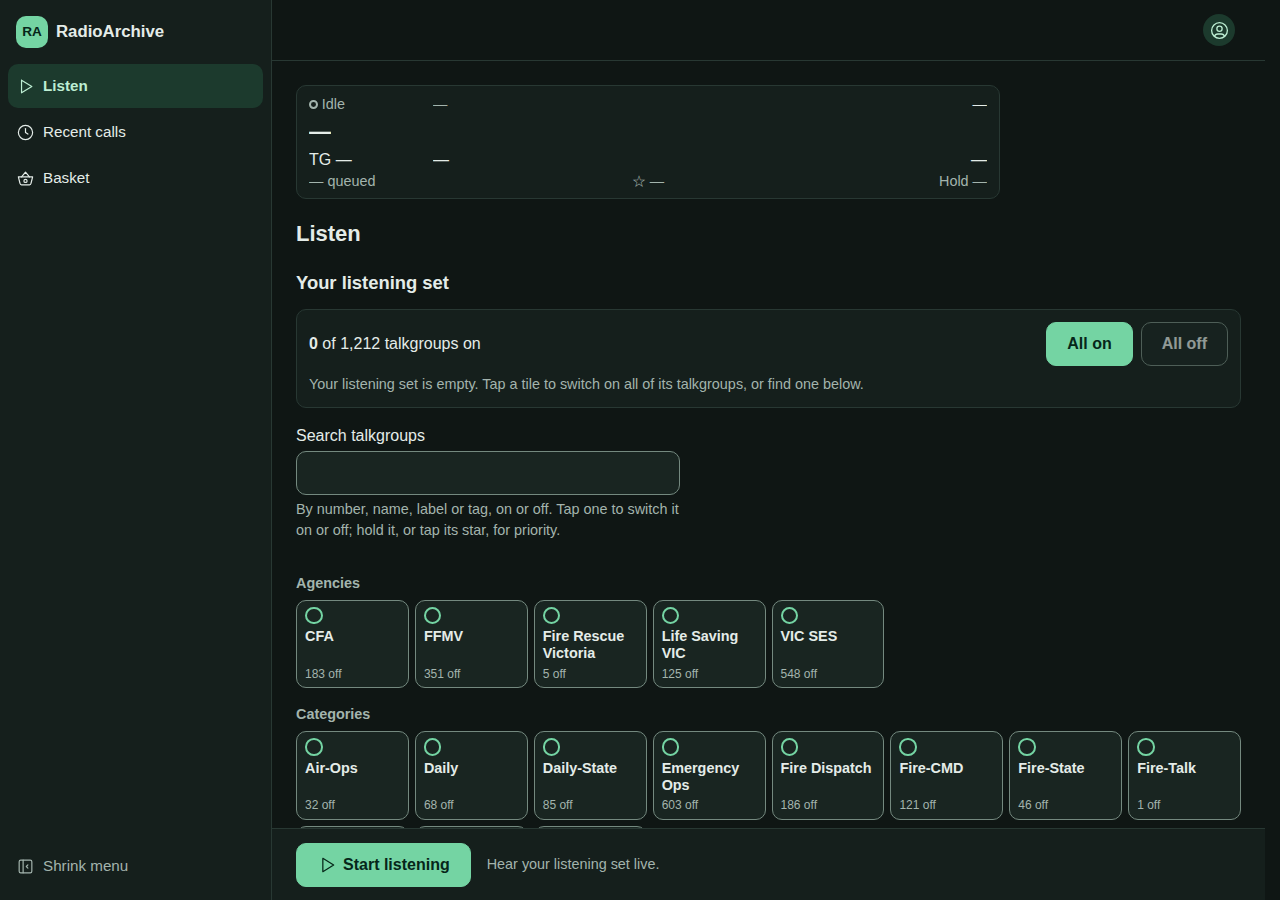 RA RadioArchive
Listen
Recent calls
Basket
Shrink menu
Idle — —
—
TG — — —
— queued ☆ — Hold —
Listen
Your listening set
0 of 1,212 talkgroups on
All on
All off
Your listening set is empty. Tap a tile to switch on all of its talkgroups, or find one below.
Search talkgroups
By number, name, label or tag, on or off. Tap one to switch it
on or off; hold it, or tap its star, for priority.
Agencies
CFA
183 off
FFMV
351 off
Fire Rescue
Victoria
5 off
Life Saving
VIC
125 off
VIC SES
548 off
Categories
Air-Ops
32 off
Daily
68 off
Daily-State
85 off
Emergency
Ops
603 off
Fire Dispatch
186 off
Fire-CMD
121 off
Fire-State
46 off
Fire-Talk
1 off
Start listening
Hear your listening set live.